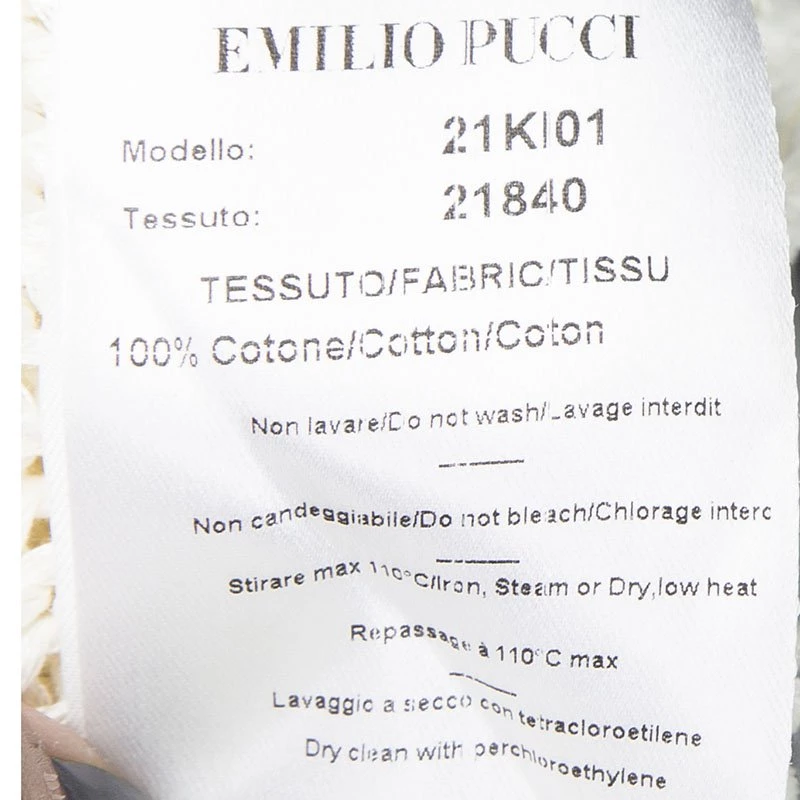 EMILIO PUCCI
Modello: 21KI01
Tessuto: 21840
TESSUTO/FABRIC/TISSU
100% Cotone/Cotton/Coton
Non lavare/Do not wash/Lavage interdit
Non candeggiabile/Do not bleach/Chlorage interd
Stirare max 110°C/Iron, Steam or Dry,low heat
Repassage à 110°C max
Lavaggio a secco con tetracloroetilene
Dry clean with perchloroethylene